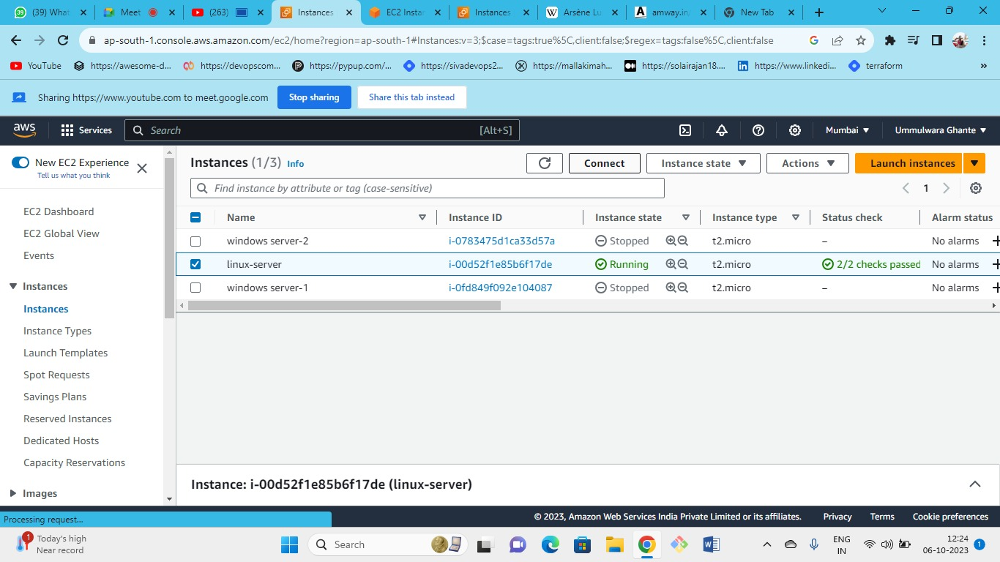 (39) What
Meet
(263)
Instances
EC2 Instar
Instances
Arsène Lu
amway.in
New Tab
ap-south-1.console.aws.amazon.com/ec2/home?region=ap-south-1#Instances:v=3;$case=tags:true%5C,client:false;$regex=tags:false%5C,client:false
YouTube
https://awesome-d...
https://devopscom...
https://pypup.com/...
https://sivadevops2...
https://mallakimah...
https://solairajan18....
https://www.linkedi...
terraform
Sharing https://www.youtube.com to meet.google.com
Stop sharing
Share this tab instead
aws
Services
Search
[Alt+S]
Mumbai
Ummulwara Ghante
New EC2 Experience
Tell us what you think
EC2 Dashboard
EC2 Global View
Events
Instances
Instances
Instance Types
Launch Templates
Spot Requests
Savings Plans
Reserved Instances
Dedicated Hosts
Capacity Reservations
Images
Instances (1/3) Info
Connect
Instance state
Actions
Launch instances
Find instance by attribute or tag (case-sensitive)
1
Name Instance ID Instance state Instance type Status check Alarm status
windows server-2 i-0783475d1ca33d57a Stopped t2.micro – No alarms
linux-server i-00d52f1e85b6f17de Running t2.micro 2/2 checks passed No alarms
windows server-1 i-0fd849f092e104087 Stopped t2.micro – No alarms
Instance: i-00d52f1e85b6f17de (linux-server)
Processing request...
© 2023, Amazon Web Services India Private Limited or its affiliates.
Privacy
Terms
Cookie preferences
1
Today's high
Near record
Search
ENG
IN
12:24
06-10-2023
1